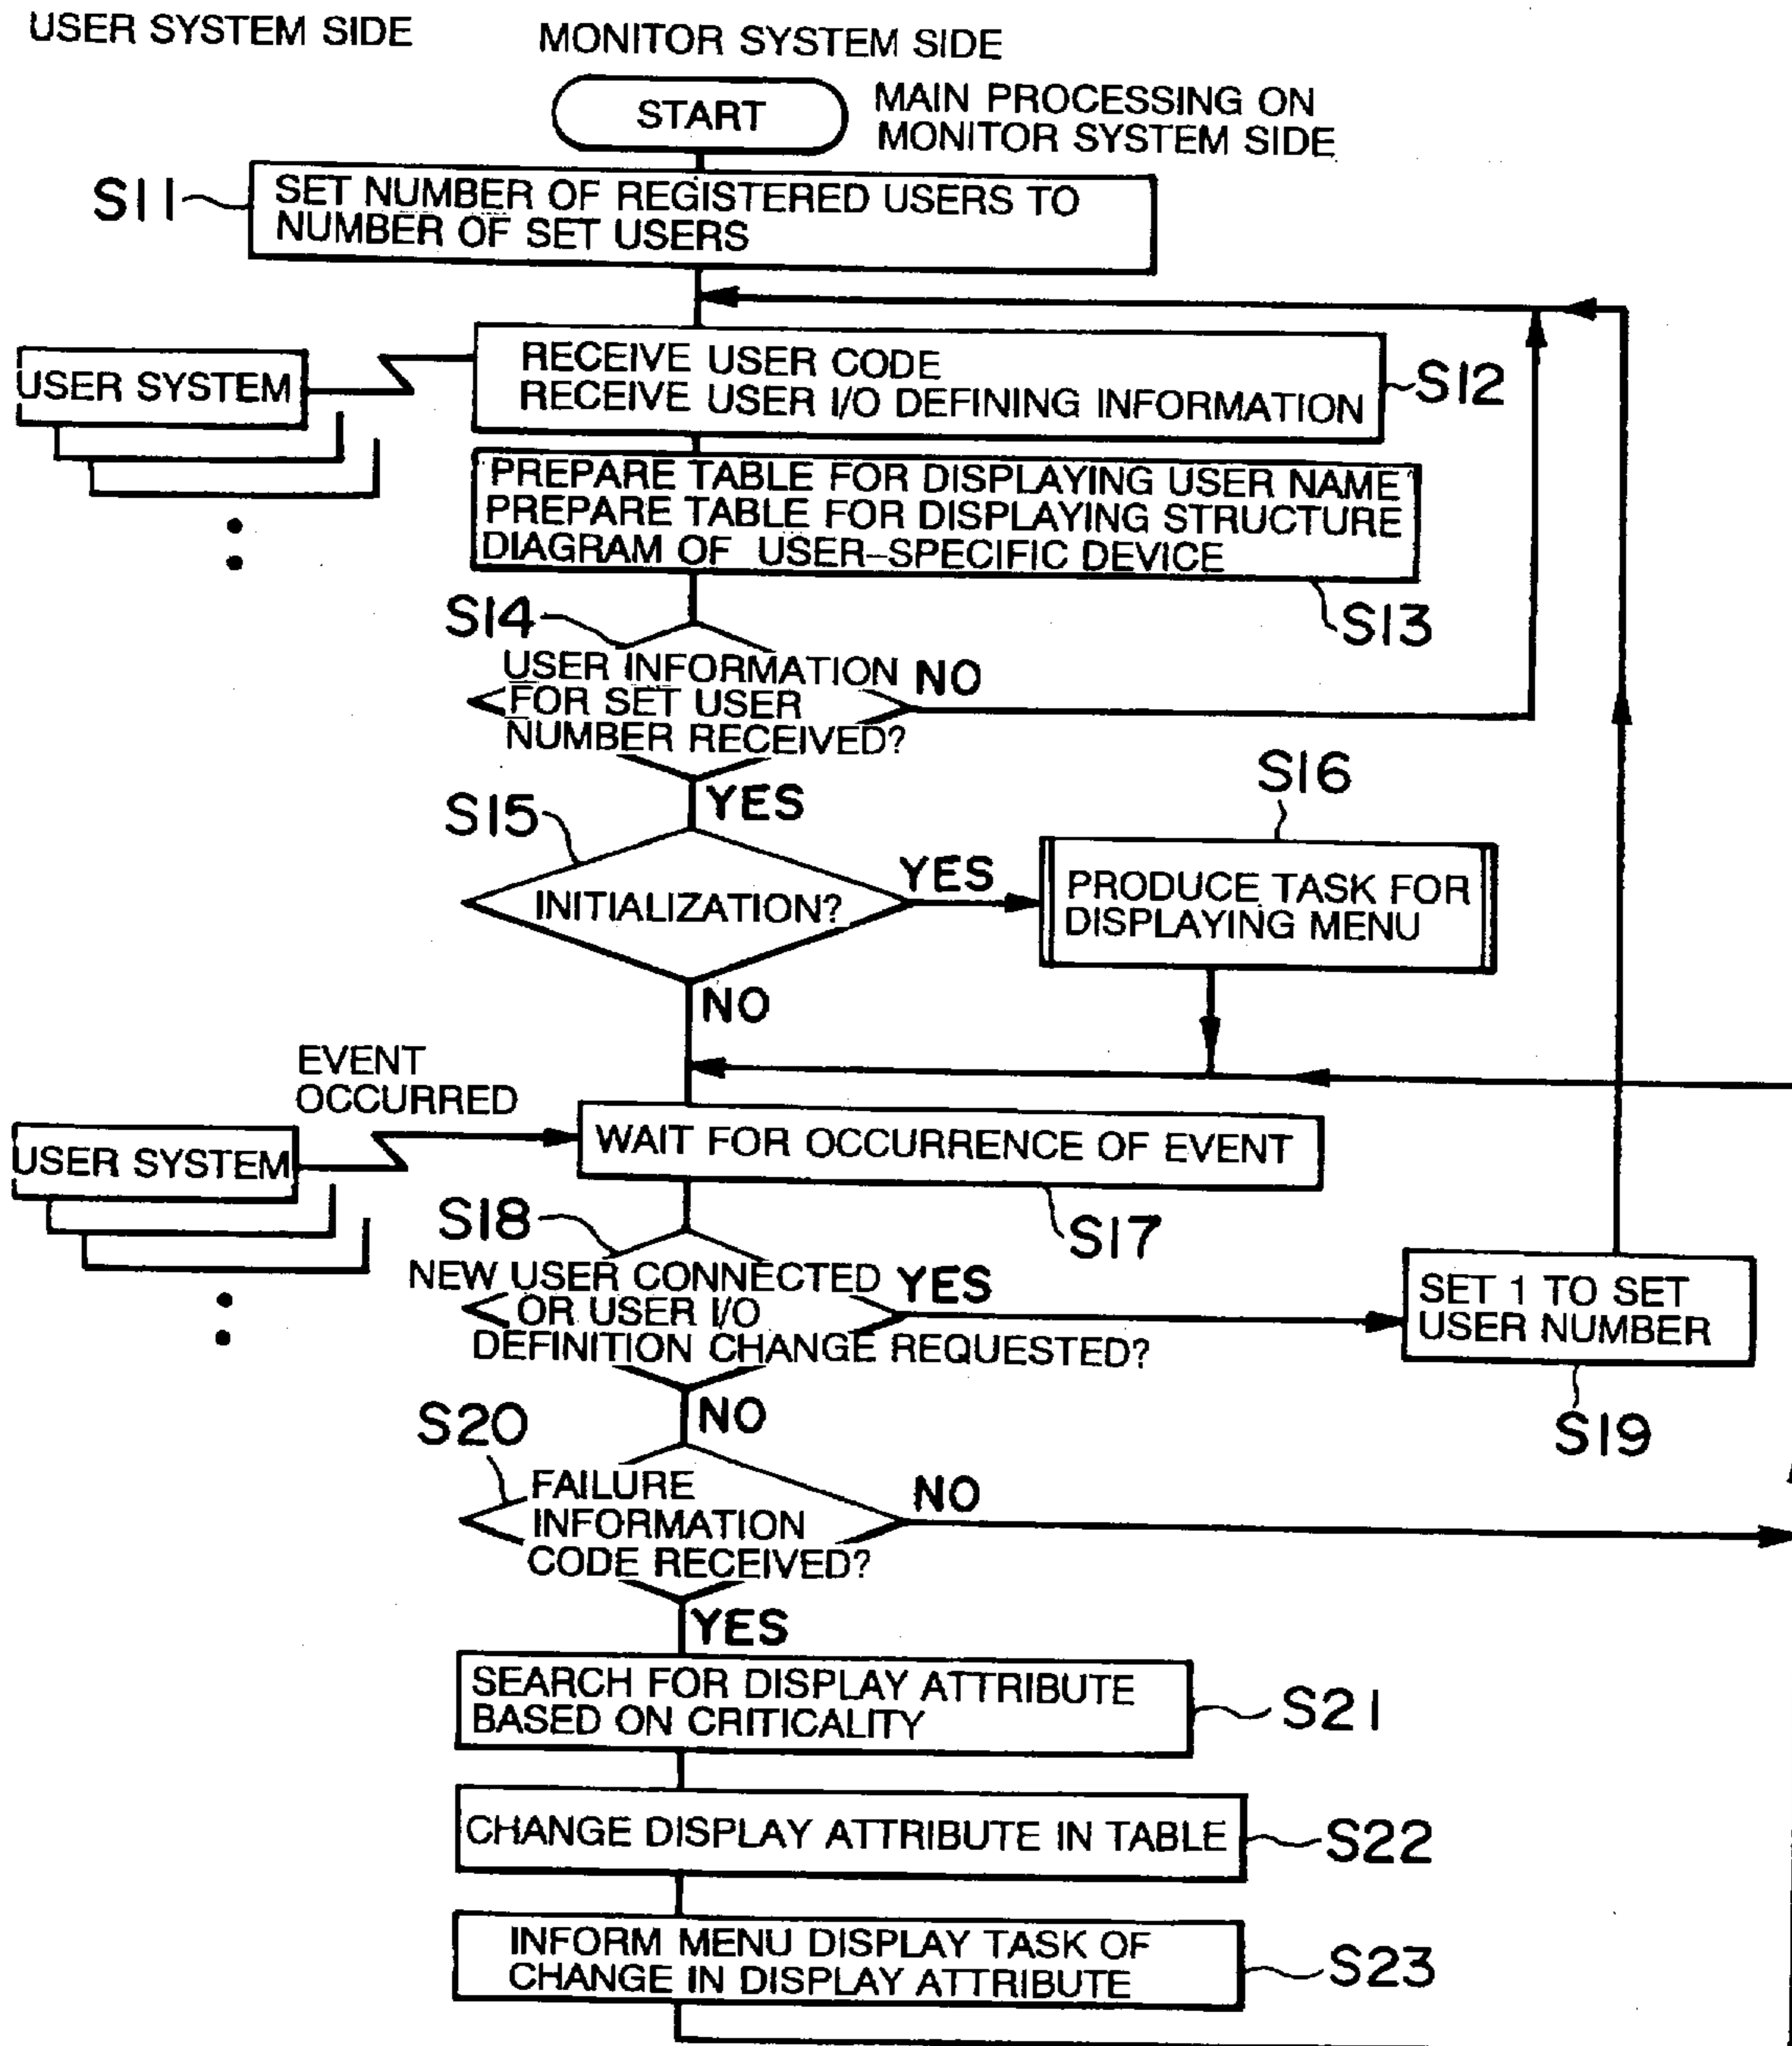 USER SYSTEM SIDE
MONITOR SYSTEM SIDE
START
MAIN PROCESSING ON
MONITOR SYSTEM SIDE
S11
SET NUMBER OF REGISTERED USERS TO
NUMBER OF SET USERS
USER SYSTEM
RECEIVE USER CODE
RECEIVE USER I/O DEFINING INFORMATION
S12
PREPARE TABLE FOR DISPLAYING USER NAME
PREPARE TABLE FOR DISPLAYING STRUCTURE
DIAGRAM OF USER-SPECIFIC DEVICE
S13
S14
USER INFORMATION
FOR SET USER
NUMBER RECEIVED?
NO
YES
S15
INITIALIZATION?
YES
S16
PRODUCE TASK FOR
DISPLAYING MENU
NO
EVENT
OCCURRED
USER SYSTEM
WAIT FOR OCCURRENCE OF EVENT
S17
S18
NEW USER CONNECTED
OR USER I/O
DEFINITION CHANGE REQUESTED?
YES
SET 1 TO SET
USER NUMBER
S19
NO
S20
FAILURE
INFORMATION
CODE RECEIVED?
NO
YES
SEARCH FOR DISPLAY ATTRIBUTE
BASED ON CRITICALITY
S21
CHANGE DISPLAY ATTRIBUTE IN TABLE
S22
INFORM MENU DISPLAY TASK OF
CHANGE IN DISPLAY ATTRIBUTE
S23